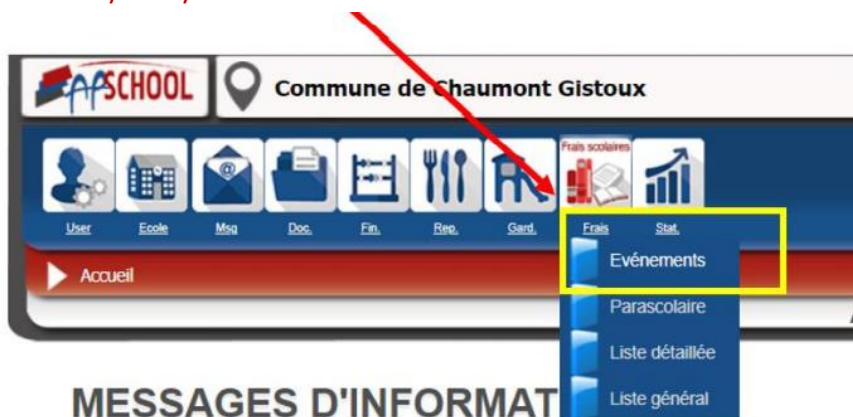 APSCHOOL
Commune de Chaumont Gistoux
Frais scolaires
User Ecole Msg Doc. Fin. Rep. Gard. Frais Stat.
Evénements
Accueil
Parascolaire
Liste détaillée
MESSAGES D'INFORMAT
Liste général